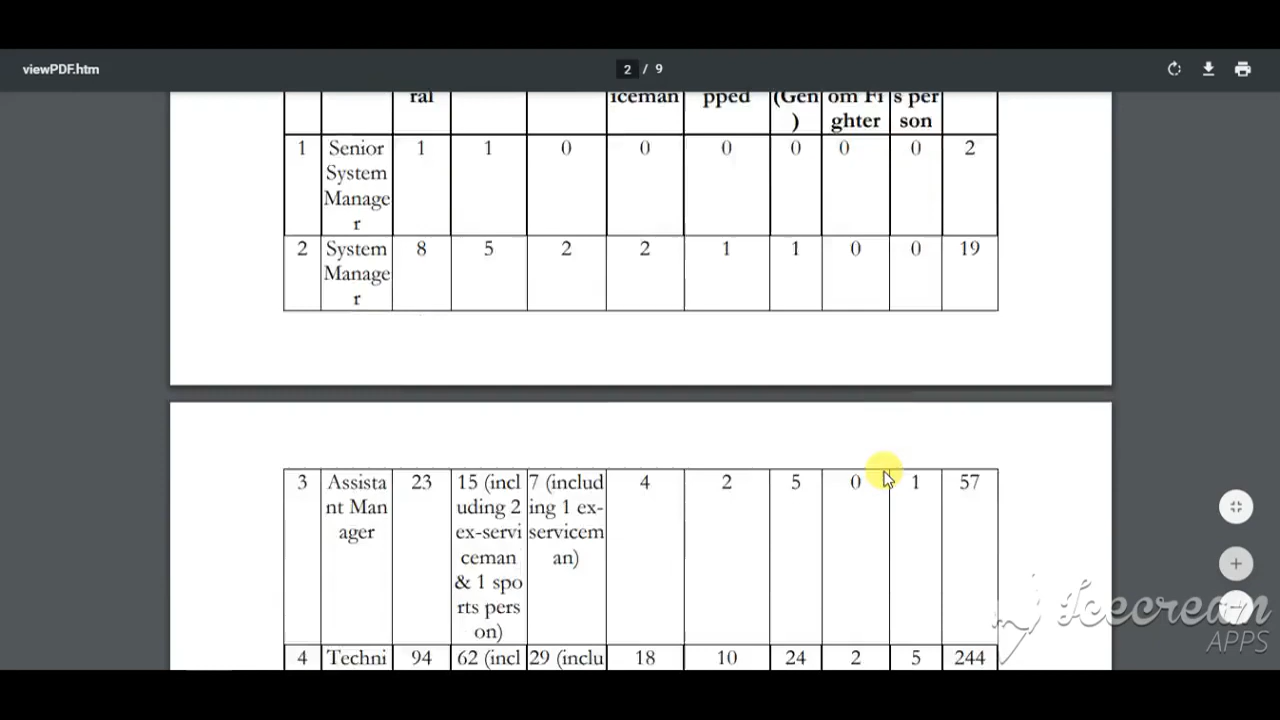 viewPDF.htm 2 / 9
ral iceman pped (Gen om Fi s per
) ghter son
1 Senior 1 1 0 0 0 0 0 0 2
System
Manage
r
2 System 8 5 2 2 1 1 0 0 19
Manage
r
3 Assista 23 15 (incl 7 (includ 4 2 5 0 1 57
nt Man uding 2 ing 1 ex-
ager ex-servi servicem
ceman an)
& 1 spo
rts pers
on)
4 Techni 94 62 (incl 29 (inclu 18 10 24 2 5 244
Icecream
APPS